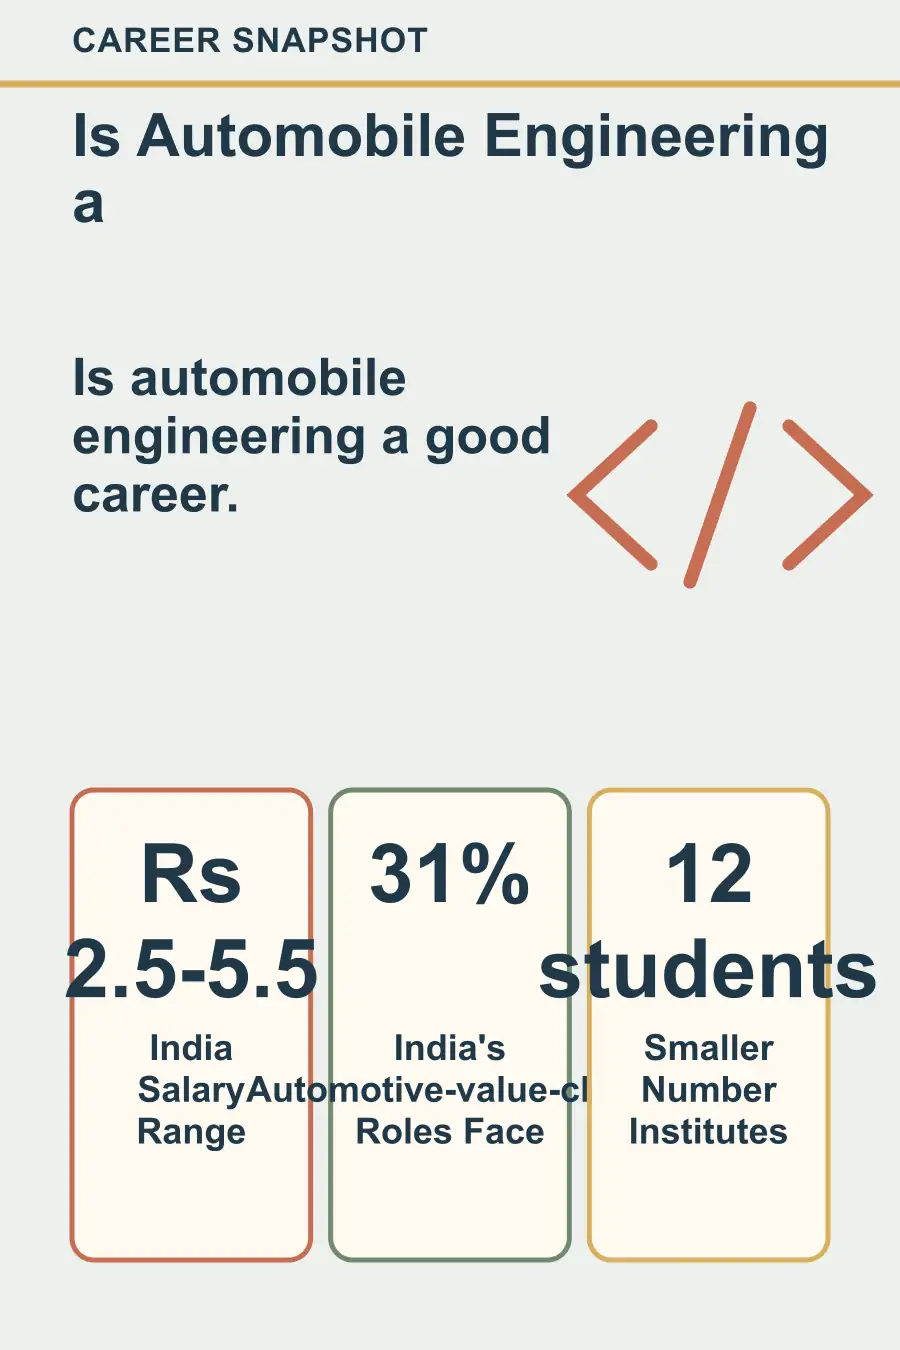 CAREER SNAPSHOT
Is Automobile Engineering
a
Is automobile
engineering a good
career.
Rs
2.5-5.5
India
Salary
Range
31%
India's
Automotive-value-cl
Roles Face
12
students
Smaller
Number
Institutes